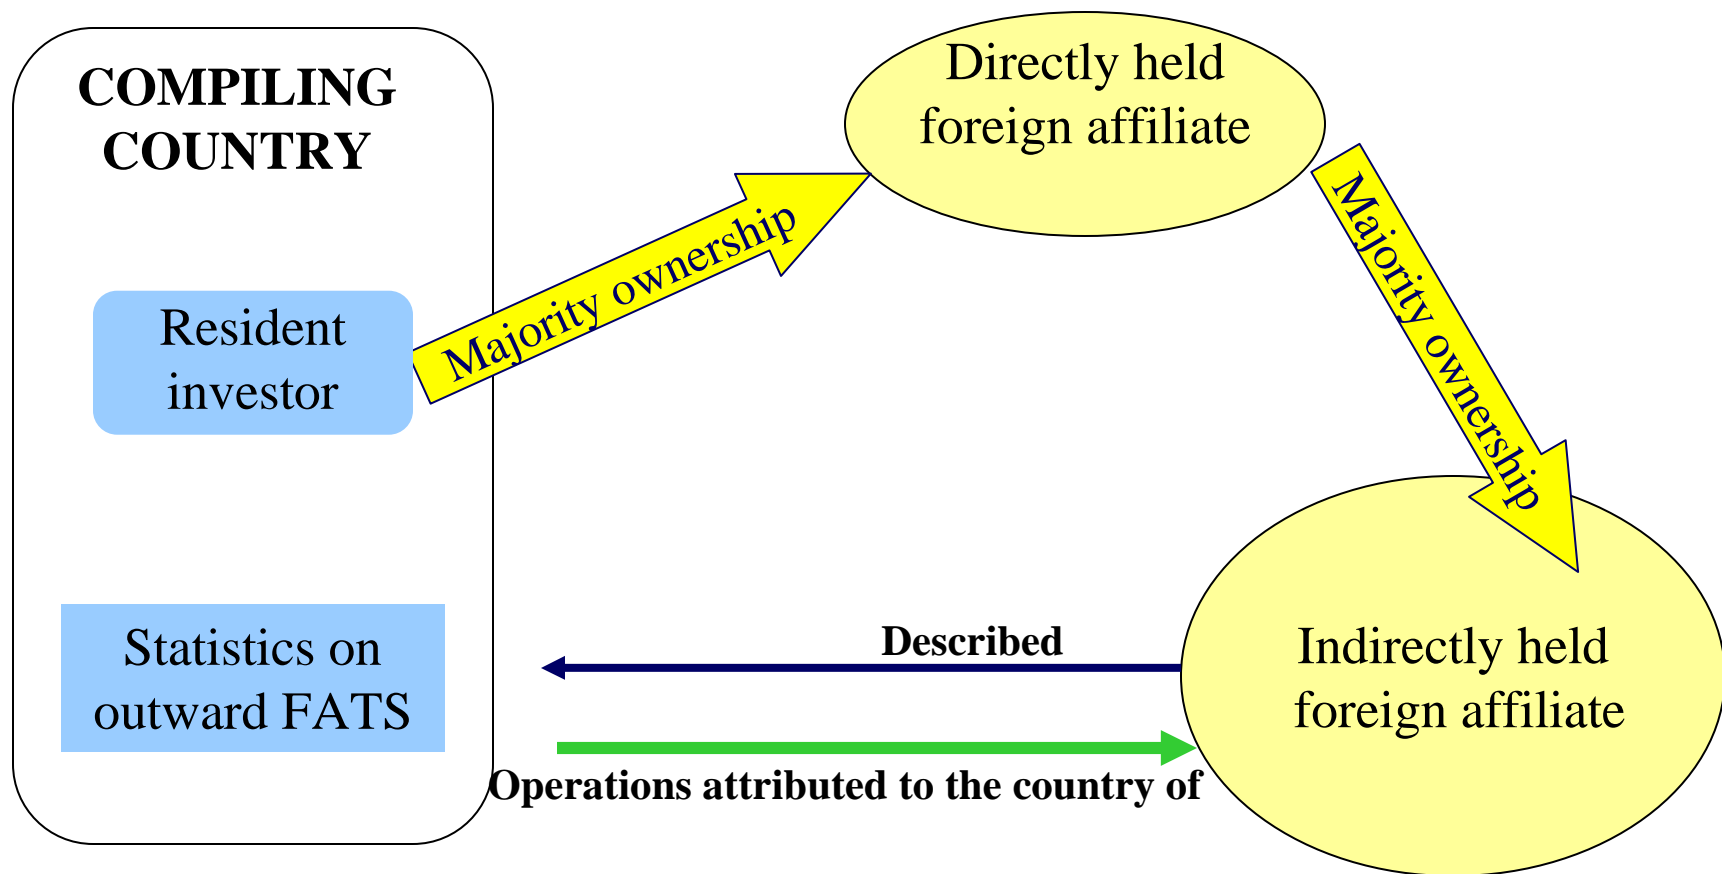 COMPILING
COUNTRY
Directly held
foreign affiliate
Majority ownership
Majority ownership
Resident
investor
Described
Statistics on
outward FATS
Indirectly held
foreign affiliate
Operations attributed to the country of